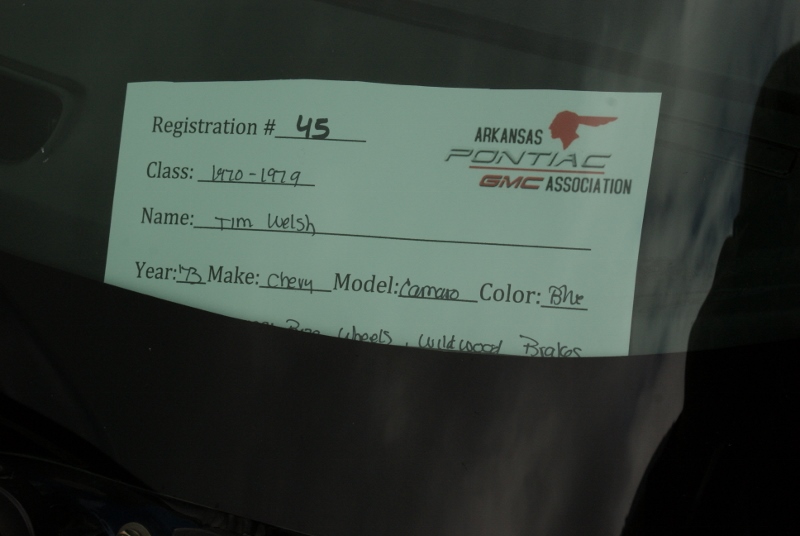 Registration # 45
ARKANSAS
PONTIAC
GMC ASSOCIATION
Class: 1970-1979
Name: Tim Welsh
Year: '73 Make: Chevy Model: Camaro Color: Blue
Wheels, Wildwood Brakes